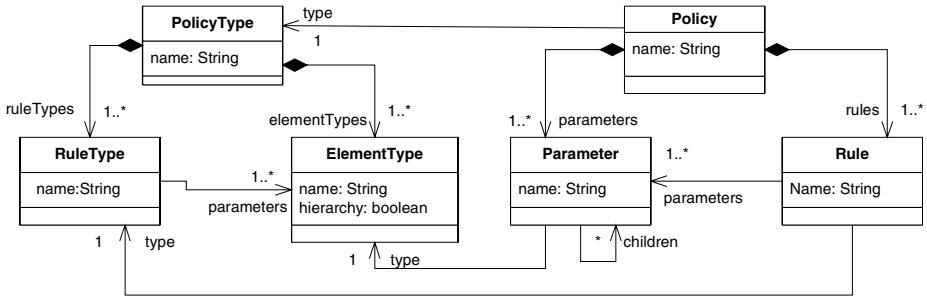 type
PolicyType
Policy
1
name: String
name: String
ruleTypes
1..*
elementTypes
1..*
1..*
parameters
rules
1..*
RuleType
ElementType
Parameter
Rule
name:String
1..*
parameters
name: String
hierarchy: boolean
name: String
1..*
parameters
Name: String
1
type
1
type
*
children